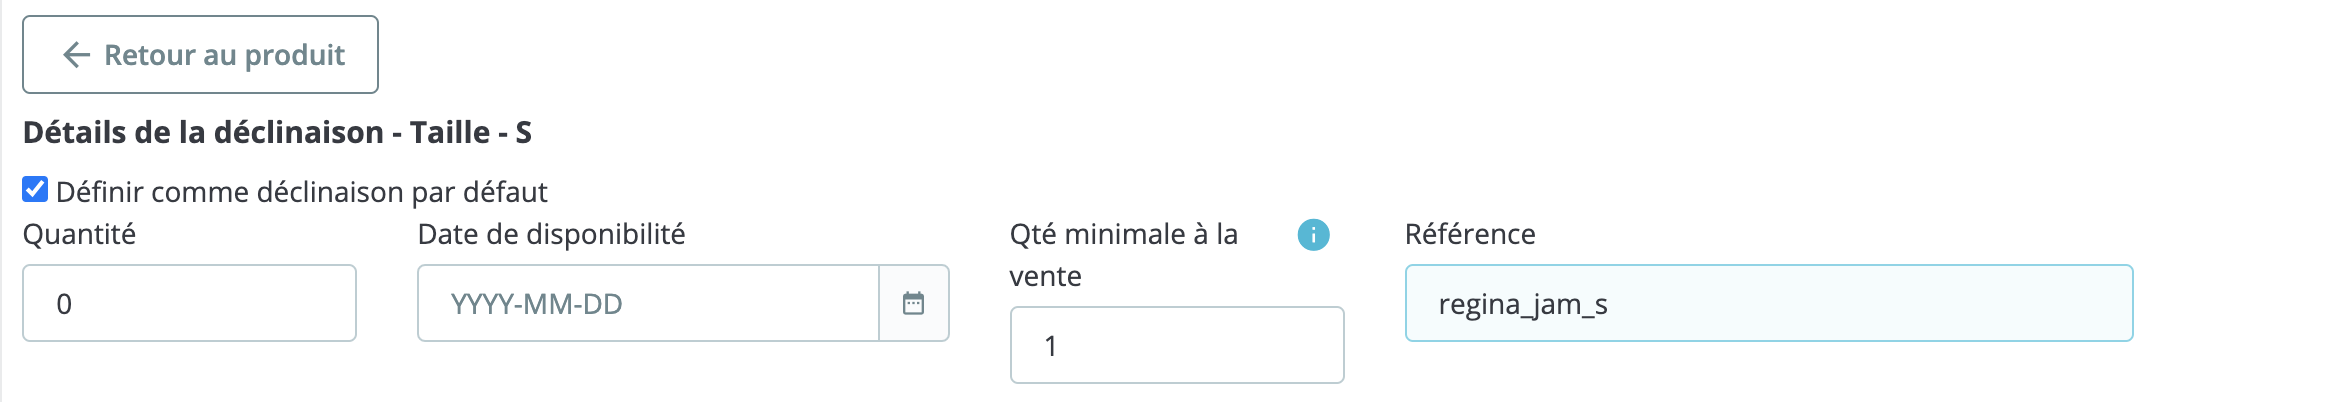 ← Retour au produit
Détails de la déclinaison - Taille - S
Définir comme déclinaison par défaut
Quantité
0
Date de disponibilité
YYYY-MM-DD
Qté minimale à la
vente
1
Référence
regina_jam_s